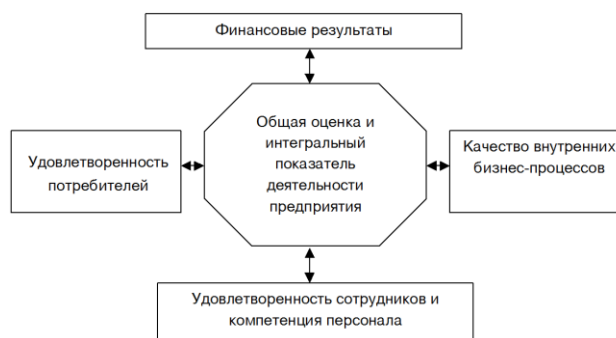 Финансовые результаты
Общая оценка и
интегральный
показатель
деятельности
предприятия
Удовлетворенность
потребителей
Качество внутренних
бизнес-процессов
Удовлетворенность сотрудников и
компетенция персонала